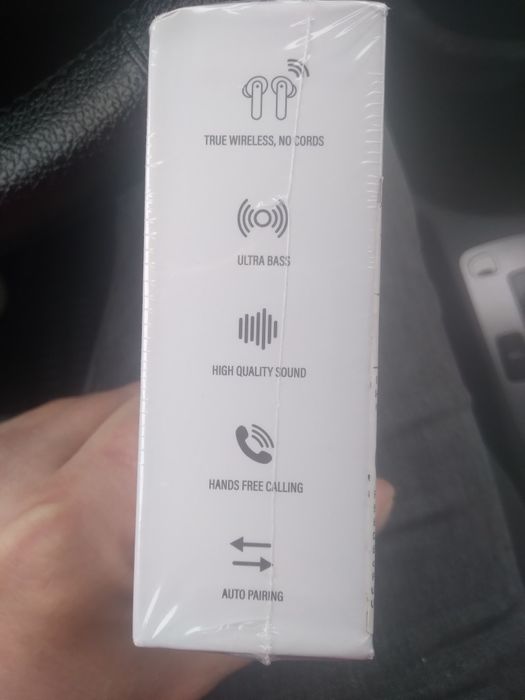 TRUE WIRELESS, NO CORDS
ULTRA BASS
HIGH QUALITY SOUND
HANDS FREE CALLING
AUTO PAIRING